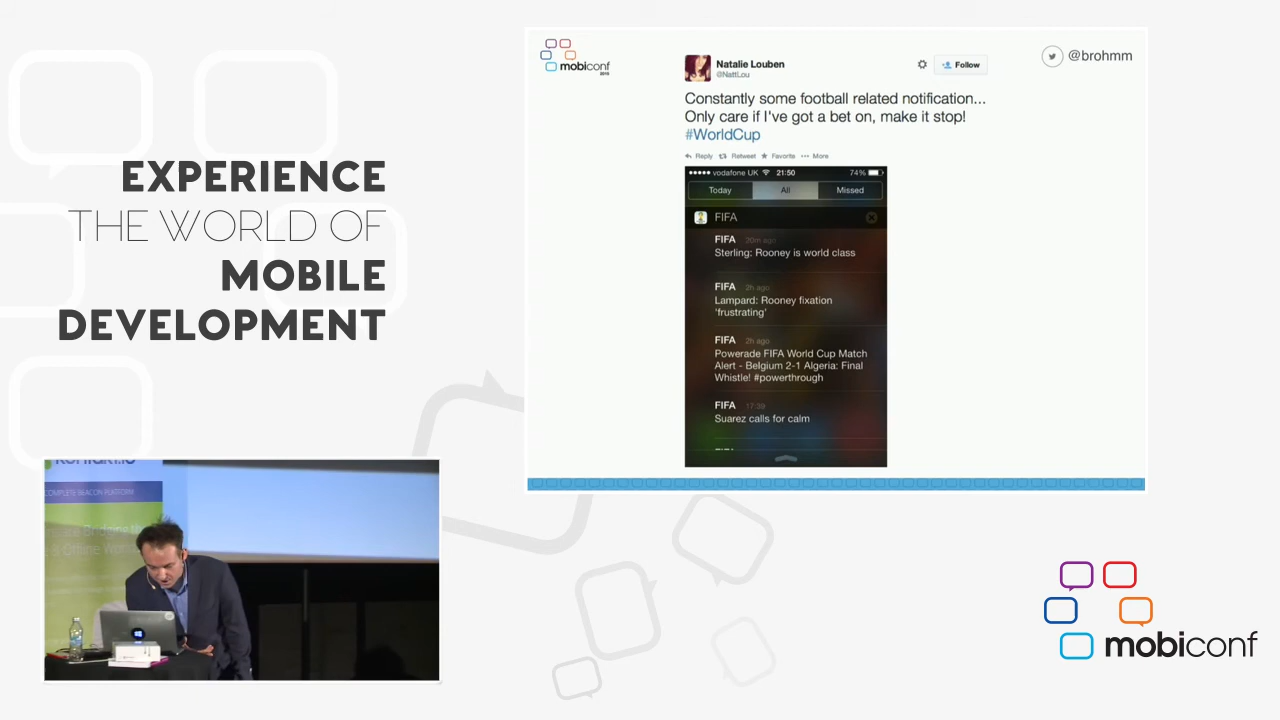 EXPERIENCE
THE WORLD OF
MOBILE
DEVELOPMENT
mobiconf
@brohmm
Natalie Louben
@NattLou
Follow
Constantly some football related notification...
Only care if I've got a bet on, make it stop!
#WorldCup
Reply Retweet Favorite More
vodafone UK 21:50 74%
Today All Missed
FIFA
FIFA 20m ago
Sterling: Rooney is world class
FIFA 2h ago
Lampard: Rooney fixation
'frustrating'
FIFA 2h ago
Powerade FIFA World Cup Match
Alert - Belgium 2-1 Algeria: Final
Whistle! #powerthrough
FIFA 17:39
Suarez calls for calm
COMPLETE BEACON PLATFORM
mobiconf